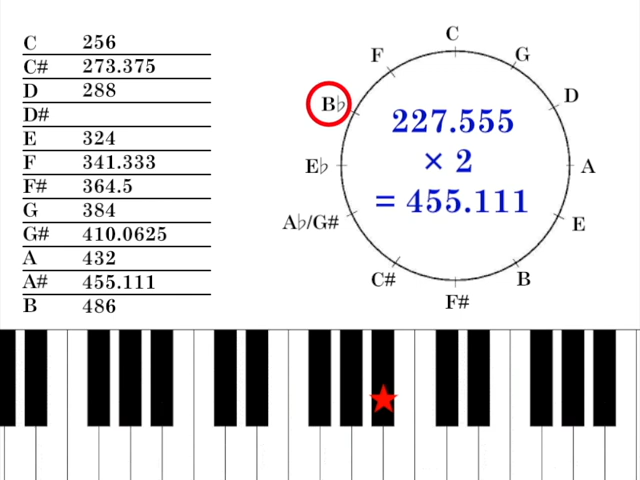 C 256
C# 273.375
D 288
D#
E 324
F 341.333
F# 364.5
G 384
G# 410.0625
A 432
A# 455.111
B 486
C
F
G
B♭
D
E♭
A
A♭/G#
E
C#
B
F#
227.555
× 2
= 455.111